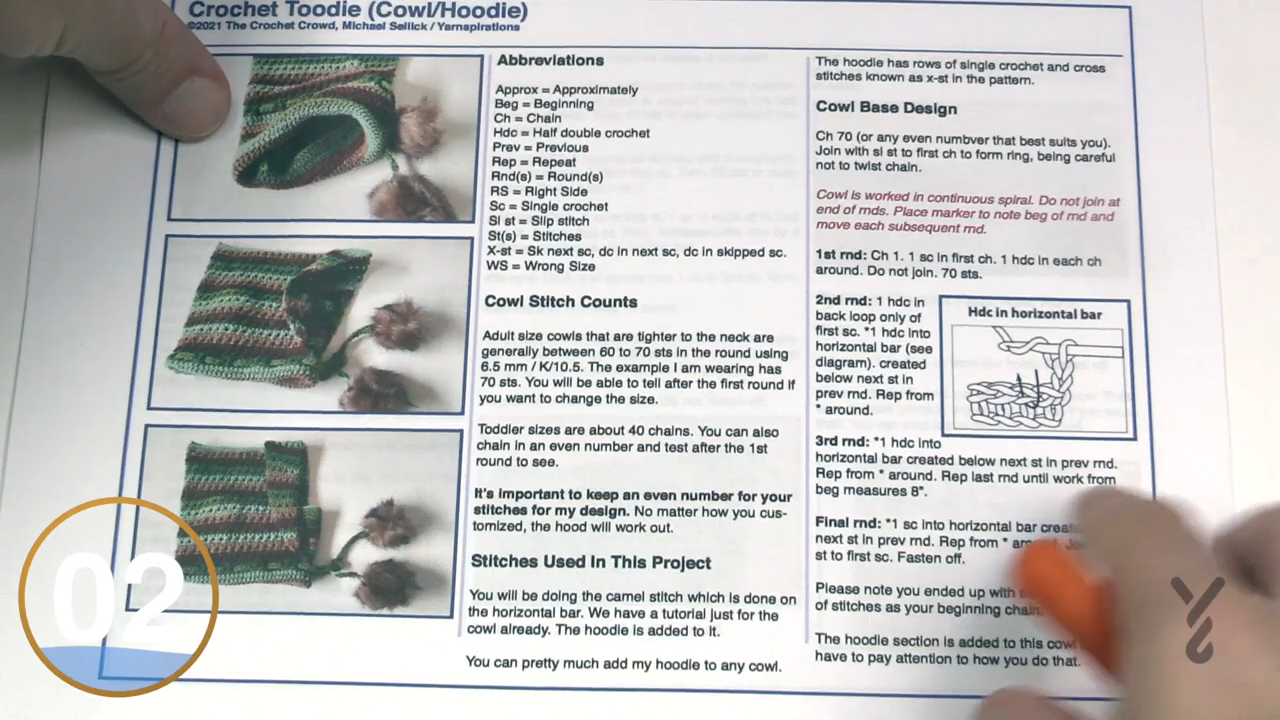 Crochet Toodie (Cowl/Hoodie)
©2021 The Crochet Crowd, Michael Sellick / Yarnspirations
Abbreviations
Approx = Approximately
Beg = Beginning
Ch = Chain
Hdc = Half double crochet
Prev = Previous
Rep = Repeat
Rnd(s) = Round(s)
RS = Right Side
Sc = Single crochet
Sl st = Slip stitch
St(s) = Stitches
X-st = Sk next sc, dc in next sc, dc in skipped sc.
WS = Wrong Size
Cowl Stitch Counts
Adult size cowls that are tighter to the neck are
generally between 60 to 70 sts in the round using
6.5 mm / K/10.5. The example I am wearing has
70 sts. You will be able to tell after the first round if
you want to change the size.
Toddler sizes are about 40 chains. You can also
chain in an even number and test after the 1st
round to see.
It's important to keep an even number for your
stitches for my design. No matter how you cus-
tomized, the hood will work out.
Stitches Used In This Project
You will be doing the camel stitch which is done on
the horizontal bar. We have a tutorial just for the
cowl already. The hoodie is added to it.
You can pretty much add my hoodie to any cowl.
The hoodie has rows of single crochet and cross
stitches known as x-st in the pattern.
Cowl Base Design
Ch 70 (or any even numbver that best suits you).
Join with sl st to first ch to form ring, being careful
not to twist chain.
Cowl is worked in continuous spiral. Do not join at
end of rnds. Place marker to note beg of rnd and
move each subsequent rnd.
1st rnd: Ch 1. 1 sc in first ch. 1 hdc in each ch
around. Do not join. 70 sts.
2nd rnd: 1 hdc in
back loop only of
first sc. *1 hdc into
horizontal bar (see
diagram). created
below next st in
prev rnd. Rep from
* around.
Hdc in horizontal bar
3rd rnd: *1 hdc into
horizontal bar created below next st in prev rnd.
Rep from * around. Rep last rnd until work from
beg measures 8".
Final rnd: *1 sc into horizontal bar
next st in prev rnd. Rep from *
st to first sc. Fasten off.
Please note you ended up with
of stitches as your beginning chain.
The hoodie section is added to this cowl
have to pay attention to how you do that.
02